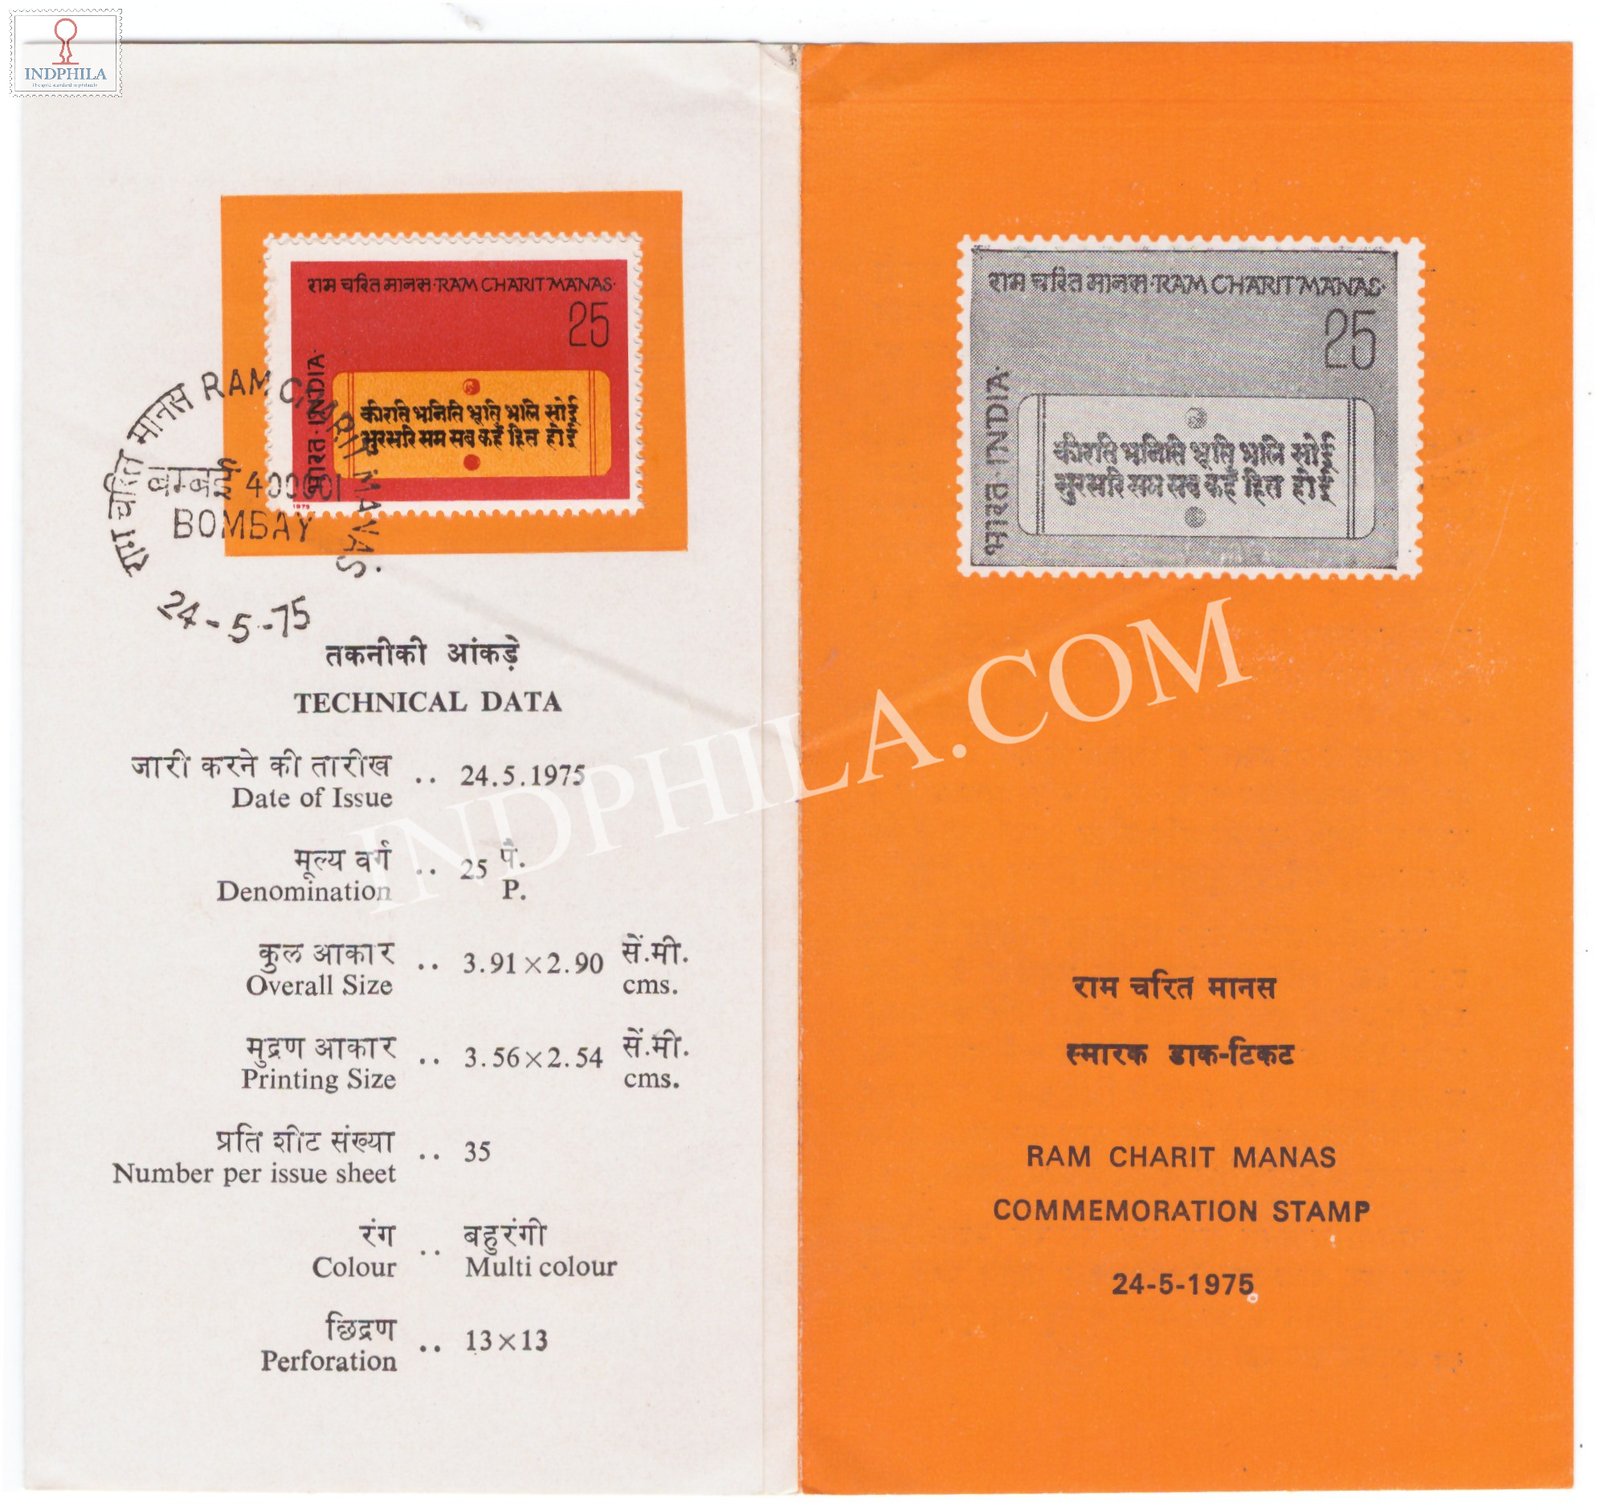 INDPHILA
राम चरित मानस·RAM CHARIT MANAS·
25
भारत·INDIA·
कीरति भनिति भूति भलि सोई
सुरसरि सम सब कहँ हित होई
1975
राम चरित मानस RAM CHARIT MANAS.
बम्बई 400001
BOMBAY
24-5-75
तकनीकी आंकड़े
TECHNICAL DATA
जारी करने की तारीख .. 24.5.1975
Date of Issue
मूल्य वर्ग .. 25 पै.
Denomination P.
कुल आकार .. 3.91×2.90 सें.मी.
Overall Size cms.
मुद्रण आकार .. 3.56×2.54 सें.मी.
Printing Size cms.
प्रति शीट संख्या .. 35
Number per issue sheet
रंग .. बहुरंगी
Colour Multi colour
छिद्रण .. 13×13
Perforation
राम चरित मानस·RAM CHARIT MANAS·
25
भारत INDIA·
कीरति भनिति भूति भलि सोई
सुरसरि सम सब कहँ हित होई
राम चरित मानस
स्मारक डाक-टिकट
RAM CHARIT MANAS
COMMEMORATION STAMP
24-5-1975
INDPHILA.COM